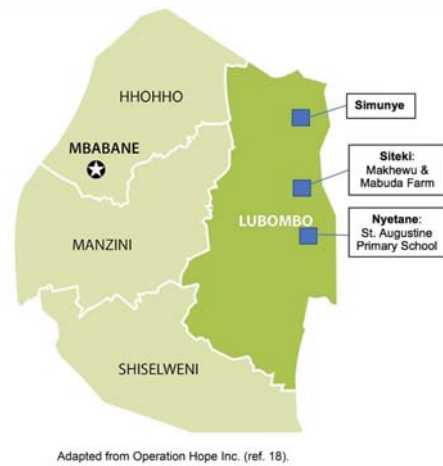 HHOHHO
Simunye
MBABANE
Siteki:
Makhewu &
Mabuda Farm
LUBOMBO
Nyetane:
St. Augustine
Primary School
MANZINI
SHISELWENI
Adapted from Operation Hope Inc. (ref. 18).